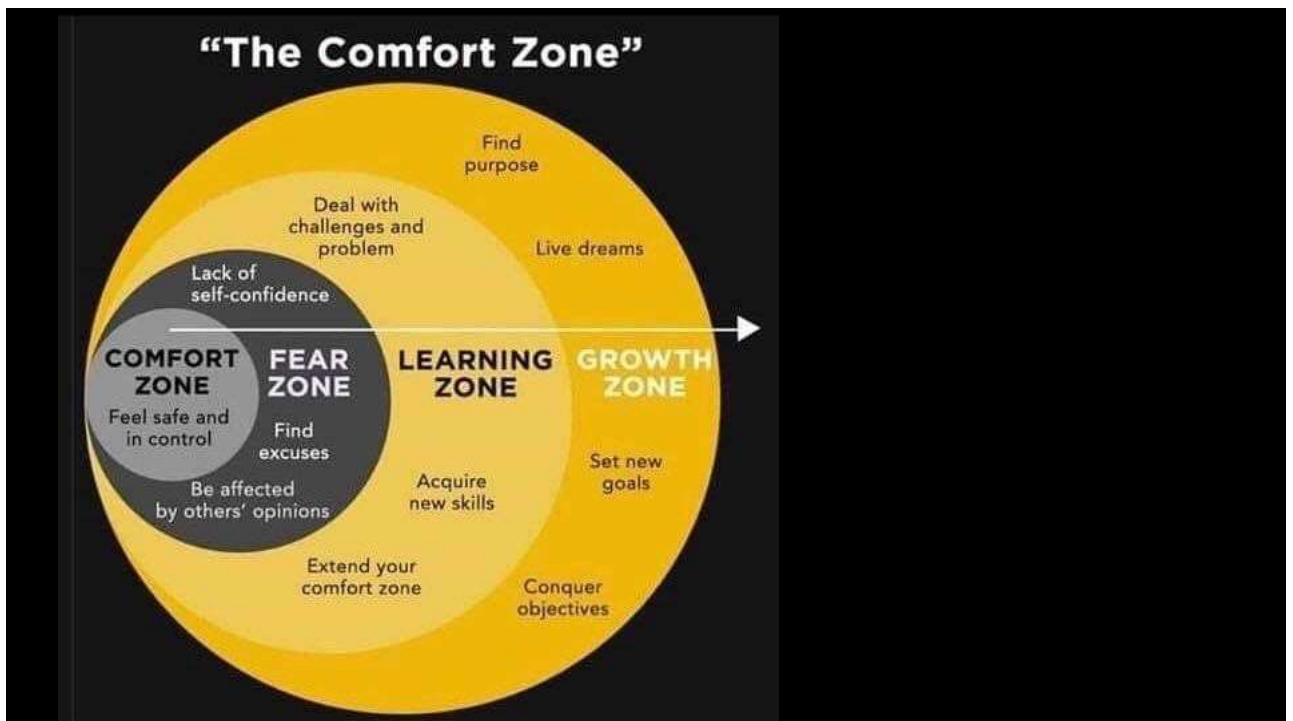 “The Comfort Zone”
Find
purpose
Deal with
challenges and
problem
Live dreams
Lack of
self-confidence
COMFORT
ZONE
Feel safe and
in control
FEAR
ZONE
Find
excuses
Be affected
by others’ opinions
LEARNING
ZONE
Acquire
new skills
Extend your
comfort zone
GROWTH
ZONE
Set new
goals
Conquer
objectives